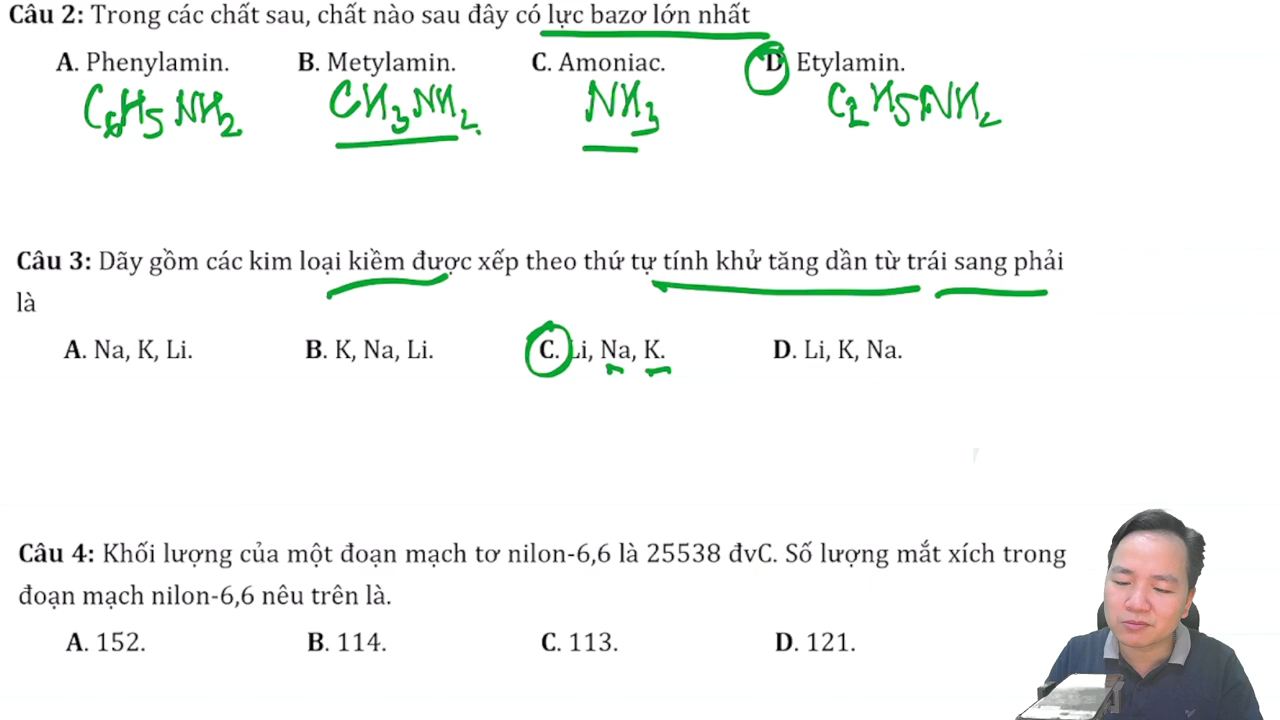 Câu 2: Trong các chất sau, chất nào sau đây có lực bazơ lớn nhất
A. Phenylamin. B. Metylamin. C. Amoniac. D Etylamin.
C6H5NH2 CH3NH2. NH3 C2H5NH2
Câu 3: Dãy gồm các kim loại kiềm được xếp theo thứ tự tính khử tăng dần từ trái sang phải
là
A. Na, K, Li. B. K, Na, Li. C. Li, Na, K. D. Li, K, Na.
Câu 4: Khối lượng của một đoạn mạch tơ nilon-6,6 là 25538 đvC. Số lượng mắt xích trong
đoạn mạch nilon-6,6 nêu trên là.
A. 152. B. 114. C. 113. D. 121.